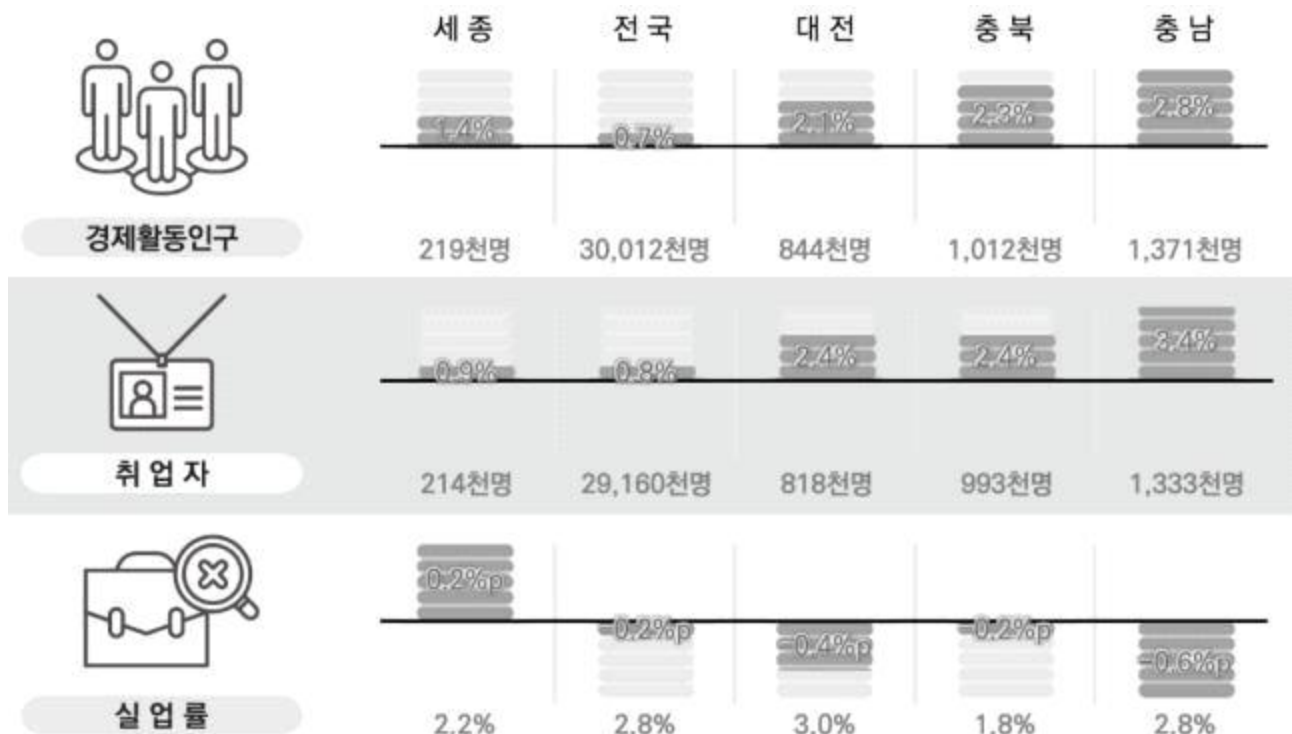 세 종 전 국 대 전 충 북 충 남
1.4% 0.7% 2.1% 2.3% 2.8%
경제활동인구
219천명 30,012천명 844천명 1,012천명 1,371천명
0.9% 0.8% 2.4% 2.4% 3.4%
취 업 자
214천명 29,160천명 818천명 993천명 1,333천명
0.2%p -0.2%p -0.4%p -0.2%p -0.6%p
실 업 률
2.2% 2.8% 3.0% 1.8% 2.8%